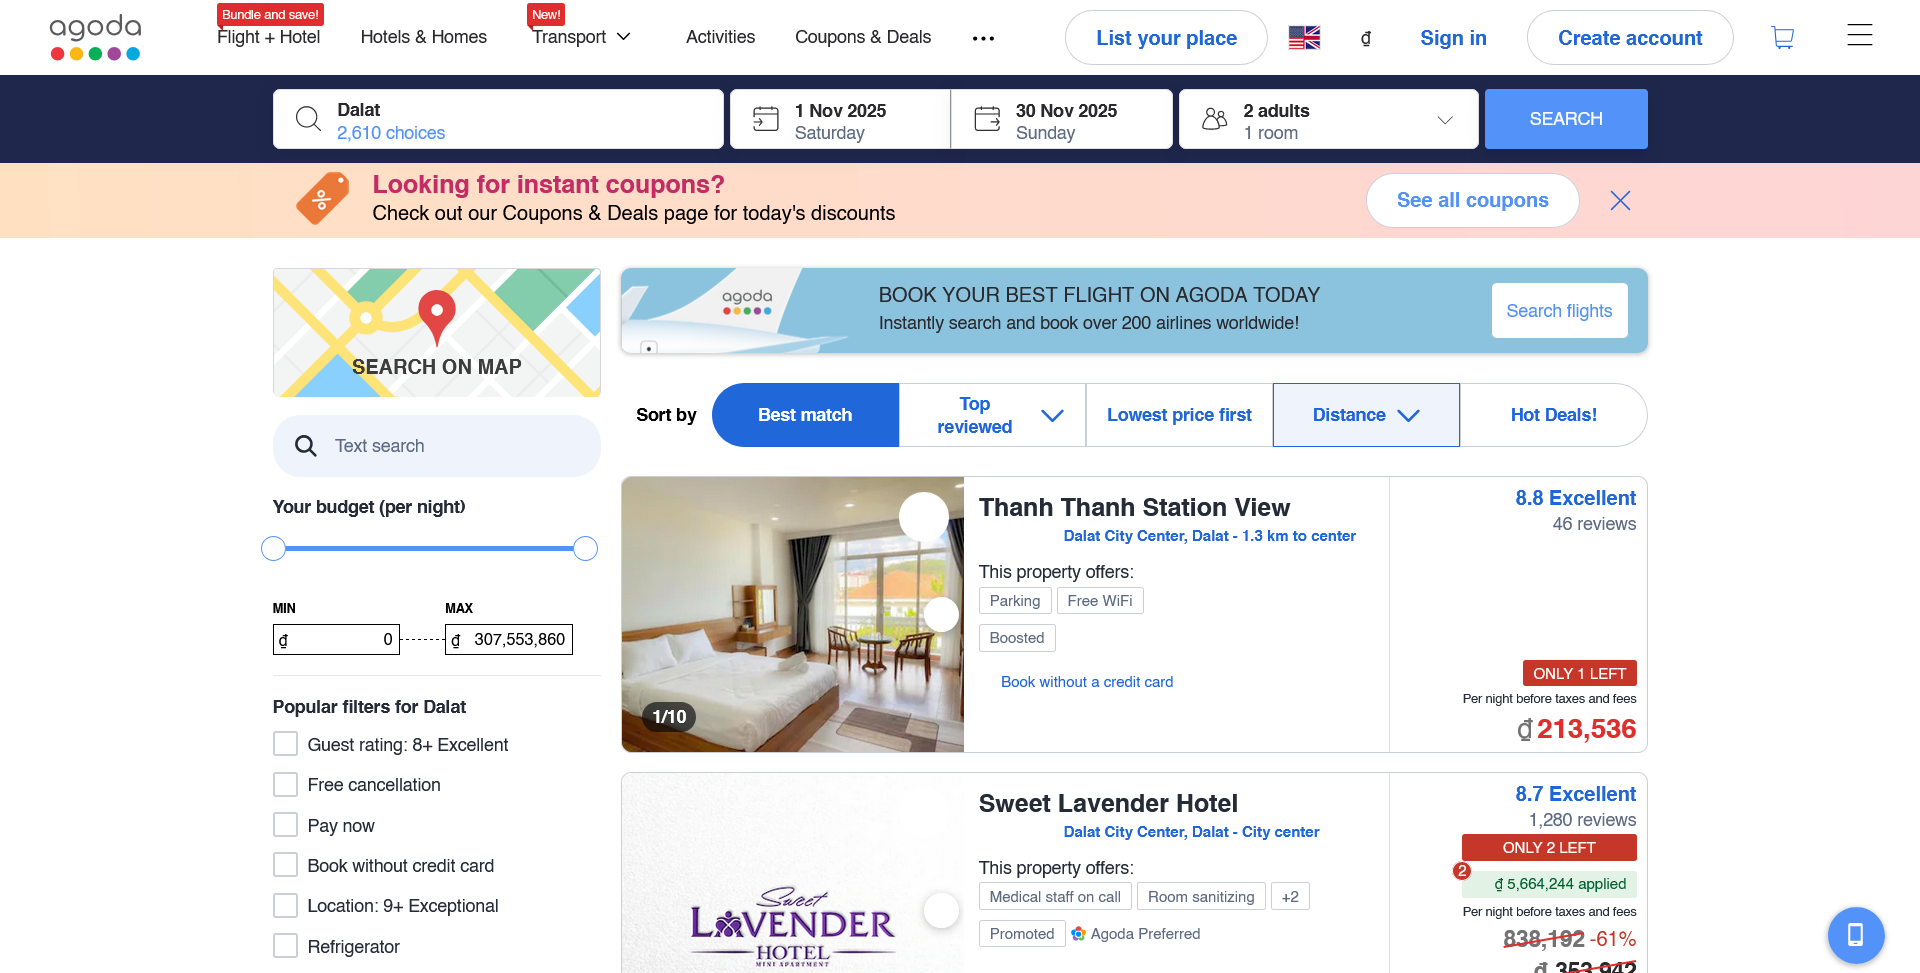 agoda
Bundle and save!
Flight + Hotel
Hotels & Homes
New!
Transport
Activities
Coupons & Deals
List your place
₫
Sign in
Create account
Dalat
2,610 choices
1 Nov 2025
Saturday
30 Nov 2025
Sunday
2 adults
1 room
SEARCH
Looking for instant coupons?
Check out our Coupons & Deals page for today's discounts
See all coupons
SEARCH ON MAP
Text search
Your budget (per night)
MIN
MAX
₫ 0
₫ 307,553,860
Popular filters for Dalat
Guest rating: 8+ Excellent
Free cancellation
Pay now
Book without credit card
Location: 9+ Exceptional
Refrigerator
agoda
BOOK YOUR BEST FLIGHT ON AGODA TODAY
Instantly search and book over 200 airlines worldwide!
Search flights
Sort by
Best match
Top
reviewed
Lowest price first
Distance
Hot Deals!
1/10
Thanh Thanh Station View
Dalat City Center, Dalat - 1.3 km to center
This property offers:
Parking
Free WiFi
Boosted
Book without a credit card
8.8 Excellent
46 reviews
ONLY 1 LEFT
Per night before taxes and fees
₫ 213,536
Sweet
LAVENDER
HOTEL
MINI APARTMENT
Sweet Lavender Hotel
Dalat City Center, Dalat - City center
This property offers:
Medical staff on call
Room sanitizing
+2
Promoted
Agoda Preferred
8.7 Excellent
1,280 reviews
ONLY 2 LEFT
2
₫ 5,664,244 applied
Per night before taxes and fees
838,192 -61%
₫ 353,942